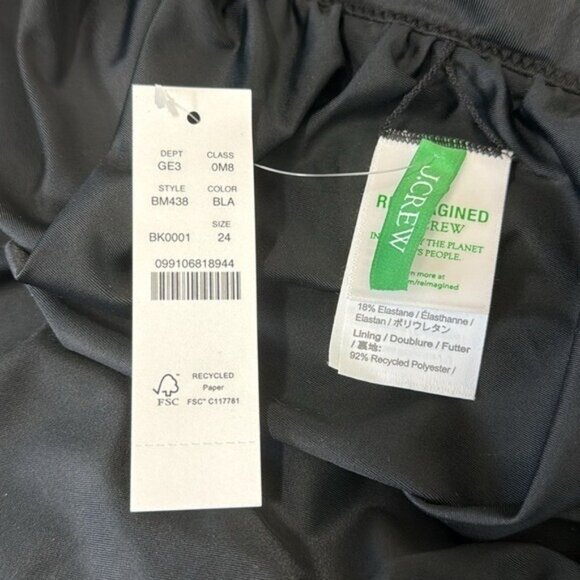 DEPT CLASS
GE3 0M8
STYLE COLOR
BM438 BLA
SIZE
BK0001 24
099106818944
RECYCLED
Paper
FSC
FSC® C117781
J.CREW
GINED
CREW
THE PLANET
PEOPLE.
more at
/reimagined
18% Elastane / Élasthanne /
Elastan / ポリウレタン
Lining / Doublure / Futter
/ 裏地:
92% Recycled Polyester /